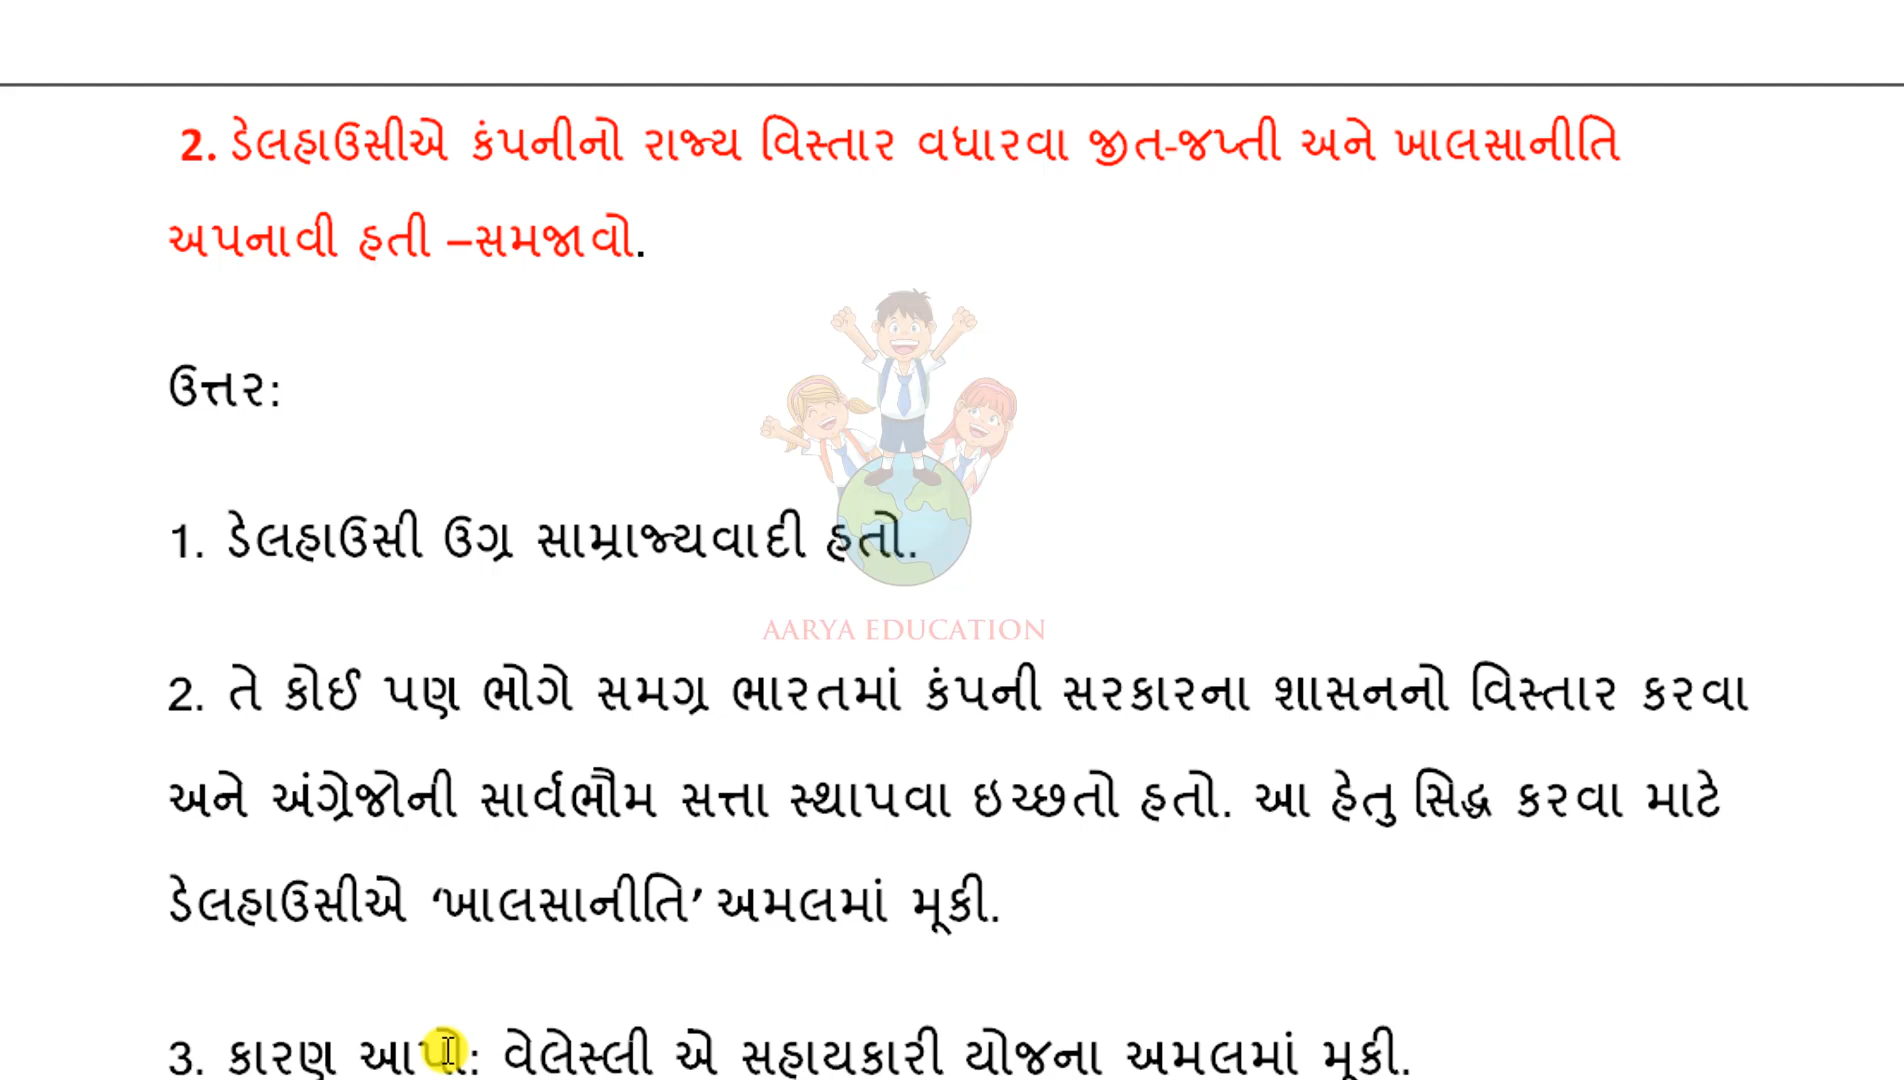 2. ડેલહાઉસીએ કંપનીનો રાજ્ય વિસ્તાર વધારવા જીત-જપ્તી અને ખાલસાનીતિ
અપનાવી હતી –સમજાવો.
ઉત્તર:
1. ડેલહાઉસી ઉગ્ર સામ્રાજ્યવાદી હતો.
AARYA EDUCATION
2. તે કોઈ પણ ભોગે સમગ્ર ભારતમાં કંપની સરકારના શાસનનો વિસ્તાર કરવા
અને અંગ્રેજોની સાર્વભૌમ સત્તા સ્થાપવા ઇચ્છતો હતો. આ હેતુ સિદ્ધ કરવા માટે
ડેલહાઉસીએ ‘ખાલસાનીતિ’ અમલમાં મૂકી.
3. કારણ આપો: વેલેસ્લી એ સહાયકારી યોજના અમલમાં મૂકી.